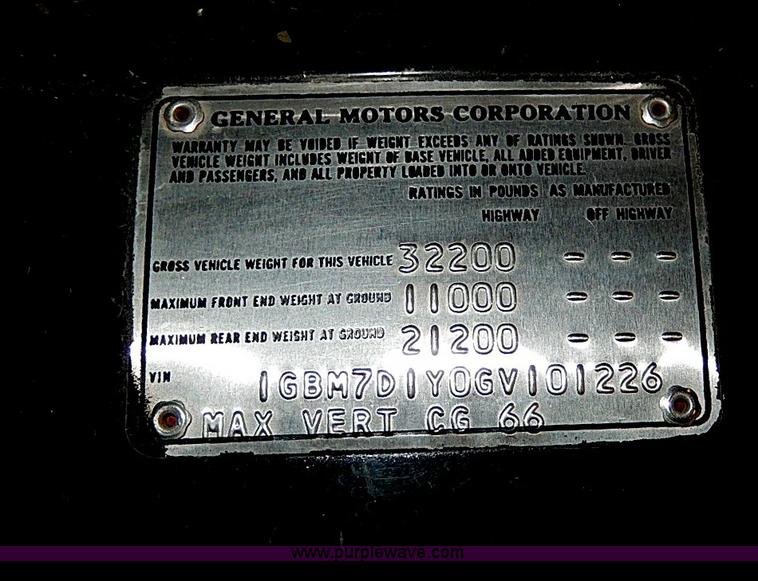 GENERAL MOTORS CORPORATION
WARRANTY MAY BE VOIDED IF WEIGHT EXCEEDS ANY OF RATINGS SHOWN. GROSS
VEHICLE WEIGHT INCLUDES WEIGHT OF BASE VEHICLE, ALL ADDED EQUIPMENT, DRIVER
AND PASSENGERS, AND ALL PROPERTY LOADED INTO OR ONTO VEHICLE.
RATINGS IN POUNDS AS MANUFACTURED
HIGHWAY OFF HIGHWAY
GROSS VEHICLE WEIGHT FOR THIS VEHICLE 32200 - - -
MAXIMUM FRONT END WEIGHT AT GROUND 11000 - - -
MAXIMUM REAR END WEIGHT AT GROUND 21200 - - -
VIN 1GBM7D1Y0GV101226
MAX VERT CG 66
www.purplewave.com